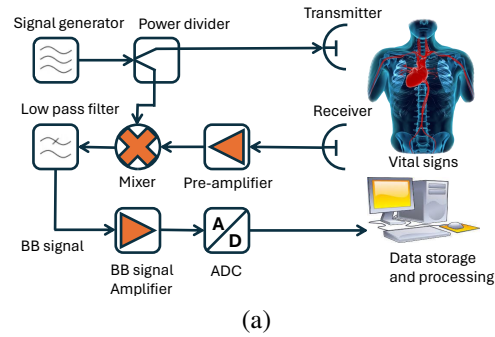 Signal generator
Power divider
Transmitter
Low pass filter
Receiver
Mixer
Pre-amplifier
Vital signs
BB signal
A
D
BB signal
Amplifier
ADC
Data storage
and processing
(a)